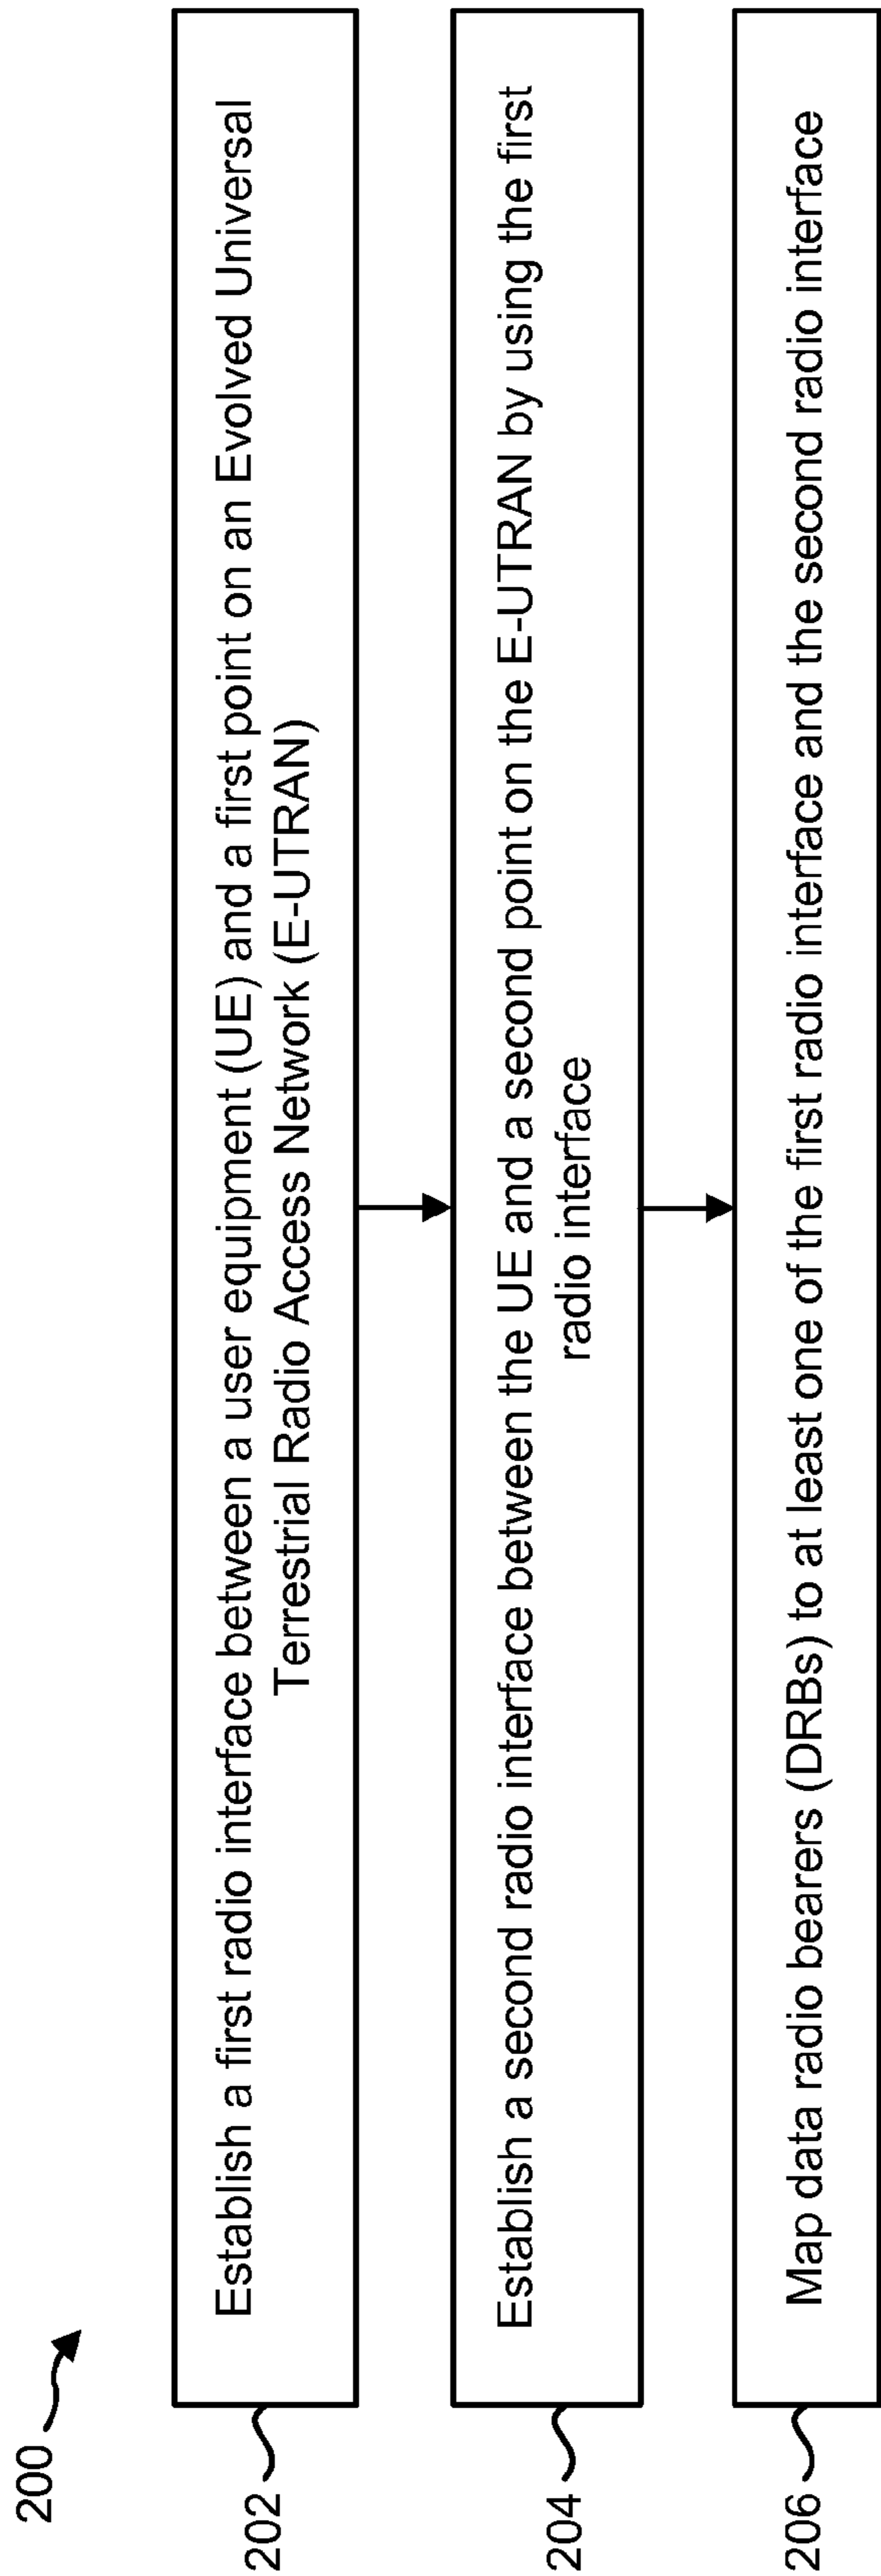 200
202
Establish a first radio interface between a user equipment (UE) and a first point on an Evolved Universal
Terrestrial Radio Access Network (E-UTRAN)
204
Establish a second radio interface between the UE and a second point on the E-UTRAN by using the first
radio interface
206
Map data radio bearers (DRBs) to at least one of the first radio interface and the second radio interface